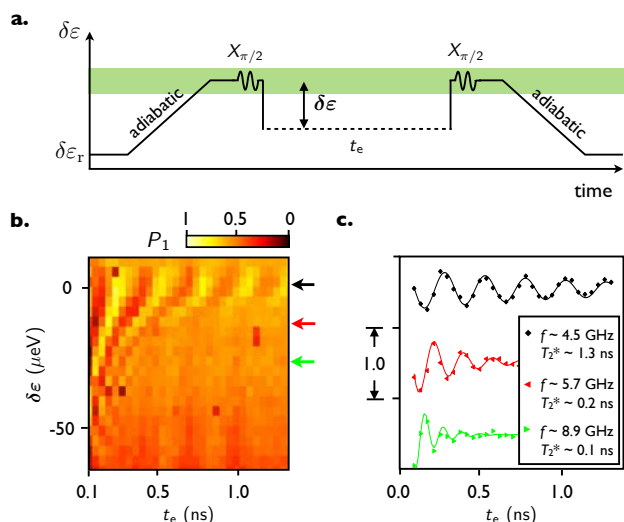 a.
δε
X_π/2
X_π/2
adiabatic
δε
adiabatic
t_e
δε_r
time
b.
P_1
1 0.5 0
c.
0
-50
δε (μeV)
0.1 0.5 1.0
t_e (ns)
1.0
f ~ 4.5 GHz
T_2* ~ 1.3 ns
f ~ 5.7 GHz
T_2* ~ 0.2 ns
f ~ 8.9 GHz
T_2* ~ 0.1 ns
0.0 0.5 1.0
t_e (ns)